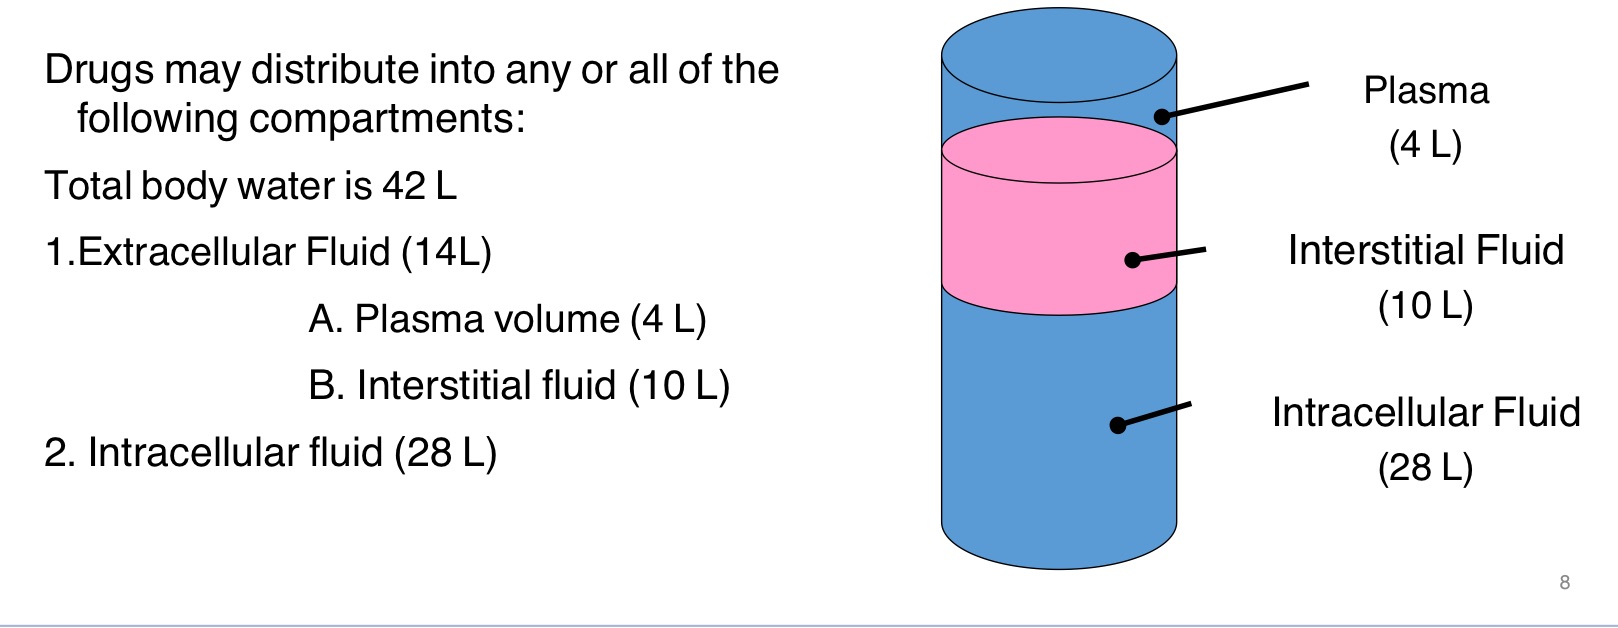 Drugs may distribute into any or all of the
following compartments:
Total body water is 42 L
1.Extracellular Fluid (14L)
A. Plasma volume (4 L)
B. Interstitial fluid (10 L)
2. Intracellular fluid (28 L)
Plasma
(4 L)
Interstitial Fluid
(10 L)
Intracellular Fluid
(28 L)
8